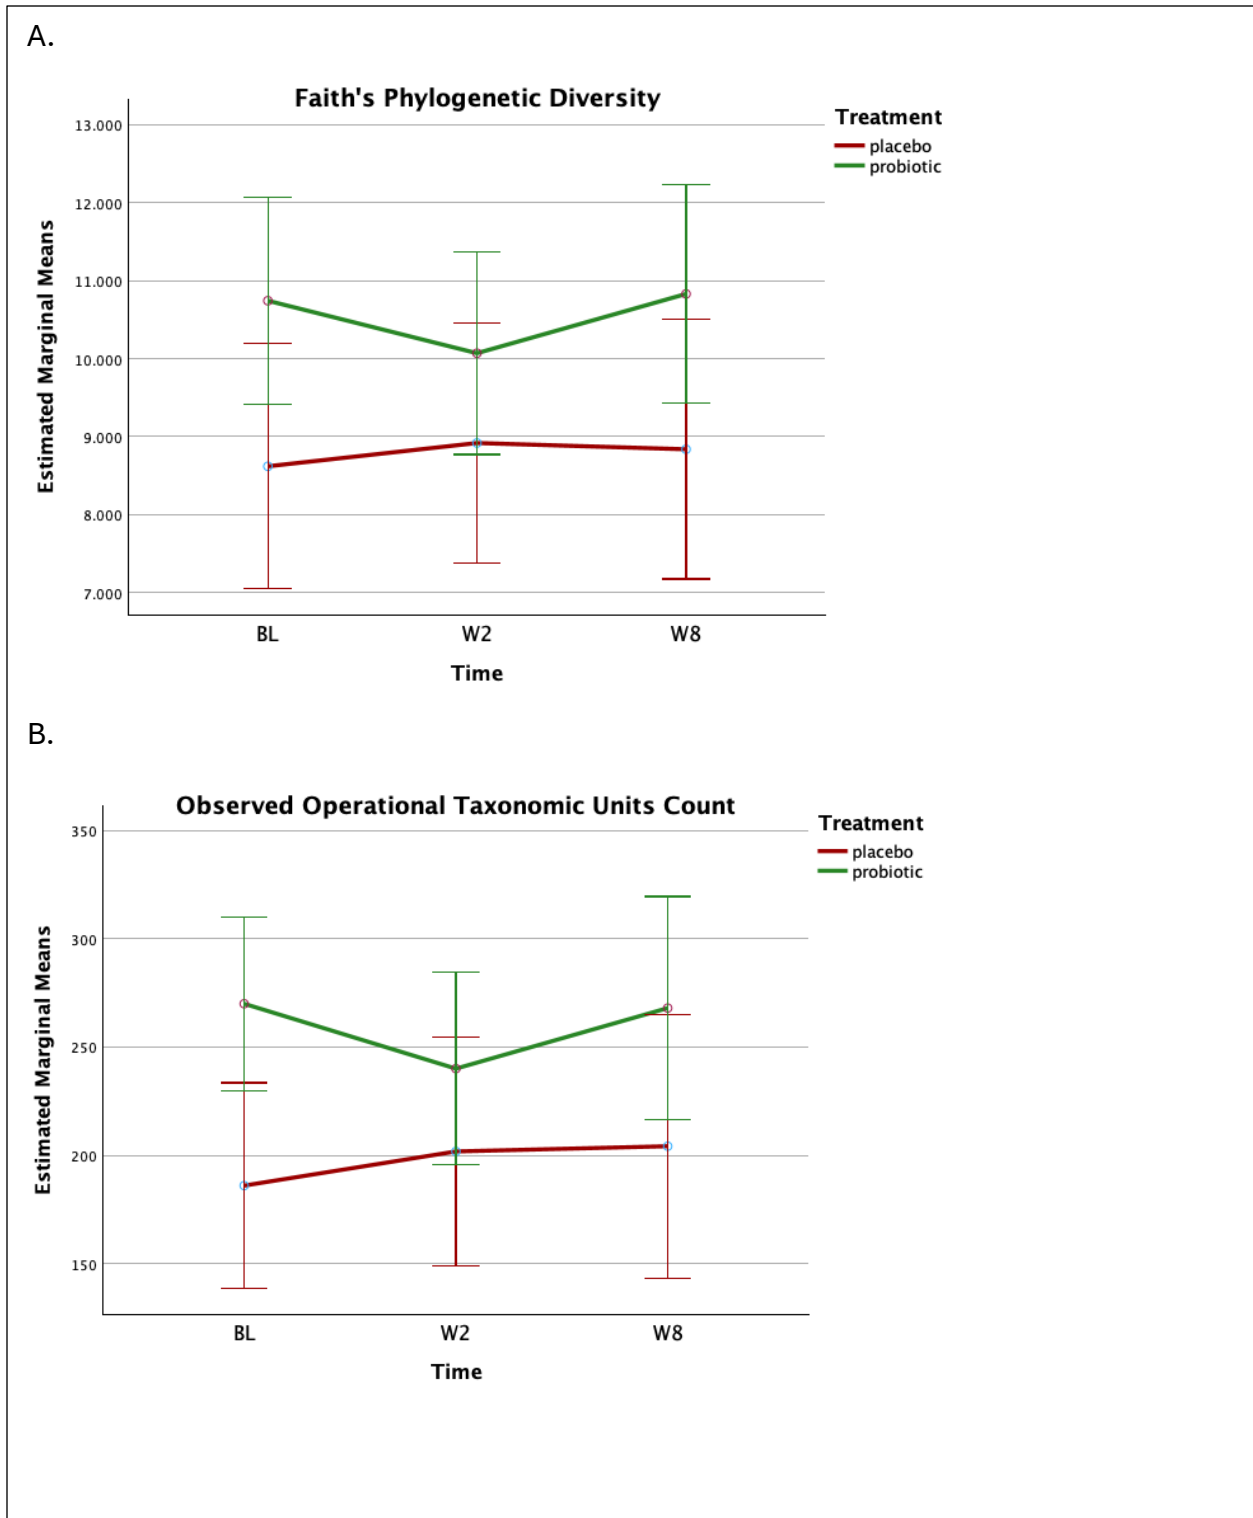 A.
Faith's Phylogenetic Diversity
Treatment
placebo
probiotic
Estimated Marginal Means
13.000
12.000
11.000
10.000
9.000
8.000
7.000
BL W2 W8
Time
B.
Observed Operational Taxonomic Units Count
Treatment
placebo
probiotic
Estimated Marginal Means
350
300
250
200
150
BL W2 W8
Time